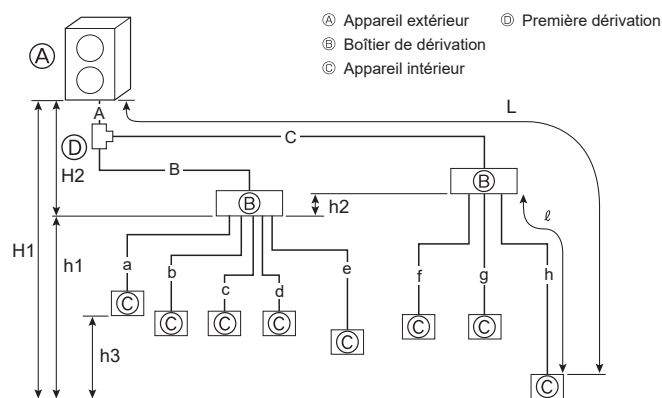 Ⓐ Appareil extérieur Ⓓ Première dérivation
Ⓑ Boîtier de dérivation
Ⓒ Appareil intérieur
Ⓐ
A
L
Ⓓ
C
H2
B
Ⓑ
Ⓑ
h2
ℓ
H1
h1
a
b
c
d
e
f
g
h
Ⓒ
Ⓒ
Ⓒ
Ⓒ
Ⓒ
Ⓒ
Ⓒ
h3
Ⓒ